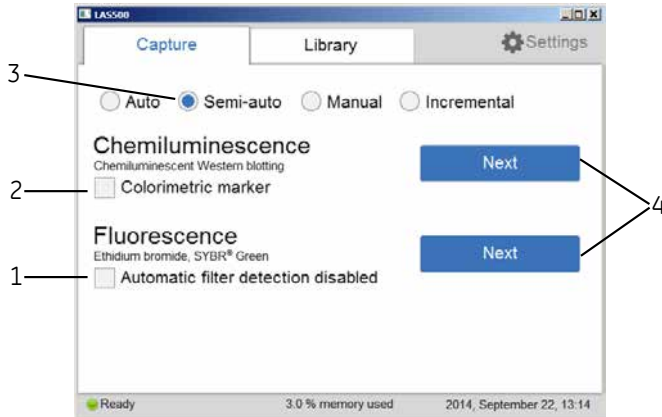 LAS500
Capture
Library
Settings
3
Auto Semi-auto Manual Incremental
Chemiluminescence
Chemiluminescent Western blotting
Next
2
Colorimetric marker
4
Fluorescence
Ethidium bromide, SYBR® Green
Next
1
Automatic filter detection disabled
Ready
3.0 % memory used
2014, September 22, 13:14